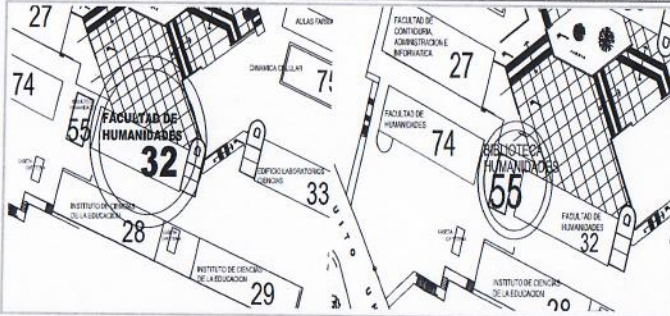 27
AULAS FARMA
DINAMICA CELULAR
75
74
55
FACULTAD DE
HUMANIDADES
32
EDIFICIO LABORATORIOS
CIENCIAS
33
INSTITUTO DE CIENCIAS
DE LA EDUCACION
28
INSTITUTO DE CIENCIAS
DE LA EDUCACION
29
FACULTAD DE
CONTADURIA,
ADMINISTRACION E
INFORMATICA
27
FACULTAD DE
HUMANIDADES
74
BIBLIOTECA
HUMANIDADES
55
FACULTAD DE
HUMANIDADES
32
INSTITUTO DE CIENCIAS
DE LA EDUCACION
28
U I T O